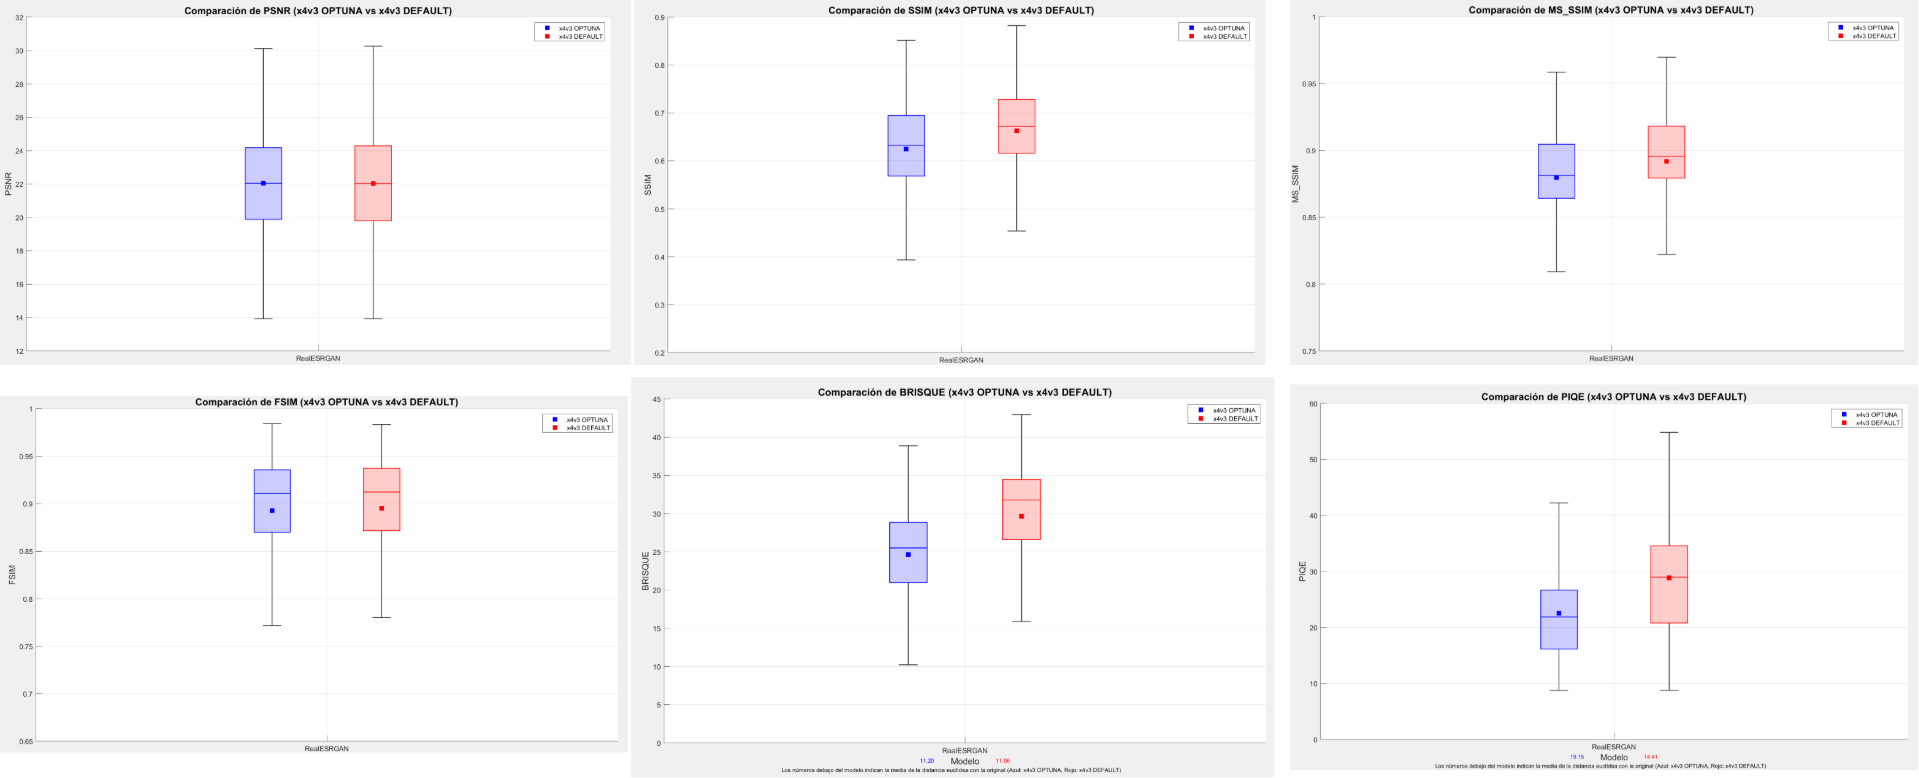 Comparación de PSNR (x4v3 OPTUNA vs x4v3 DEFAULT)
x4v3 OPTUNA
x4v3 DEFAULT
32
30
28
26
24
22
20
18
16
14
12
PSNR
RealESRGAN
Comparación de SSIM (x4v3 OPTUNA vs x4v3 DEFAULT)
x4v3 OPTUNA
x4v3 DEFAULT
0.9
0.8
0.7
0.6
0.5
0.4
0.3
0.2
SSIM
RealESRGAN
Comparación de MS_SSIM (x4v3 OPTUNA vs x4v3 DEFAULT)
x4v3 OPTUNA
x4v3 DEFAULT
1
0.95
0.9
0.85
0.8
0.75
MS_SSIM
RealESRGAN
Comparación de FSIM (x4v3 OPTUNA vs x4v3 DEFAULT)
x4v3 OPTUNA
x4v3 DEFAULT
1
0.95
0.9
0.85
0.8
0.75
0.7
0.65
FSIM
RealESRGAN
Comparación de BRISQUE (x4v3 OPTUNA vs x4v3 DEFAULT)
x4v3 OPTUNA
x4v3 DEFAULT
45
40
35
30
25
20
15
10
5
0
BRISQUE
RealESRGAN
11.20 Modelo 11.06
Los números debajo del modelo indican la media de la distancia euclídea con la original (Azul: x4v3 OPTUNA, Rojo: x4v3 DEFAULT)
Comparación de PIQE (x4v3 OPTUNA vs x4v3 DEFAULT)
x4v3 OPTUNA
x4v3 DEFAULT
60
50
40
30
20
10
0
PIQE
RealESRGAN
19.15 Modelo 14.41
Los números debajo del modelo indican la media de la distancia euclídea con la original (Azul: x4v3 OPTUNA, Rojo: x4v3 DEFAULT)